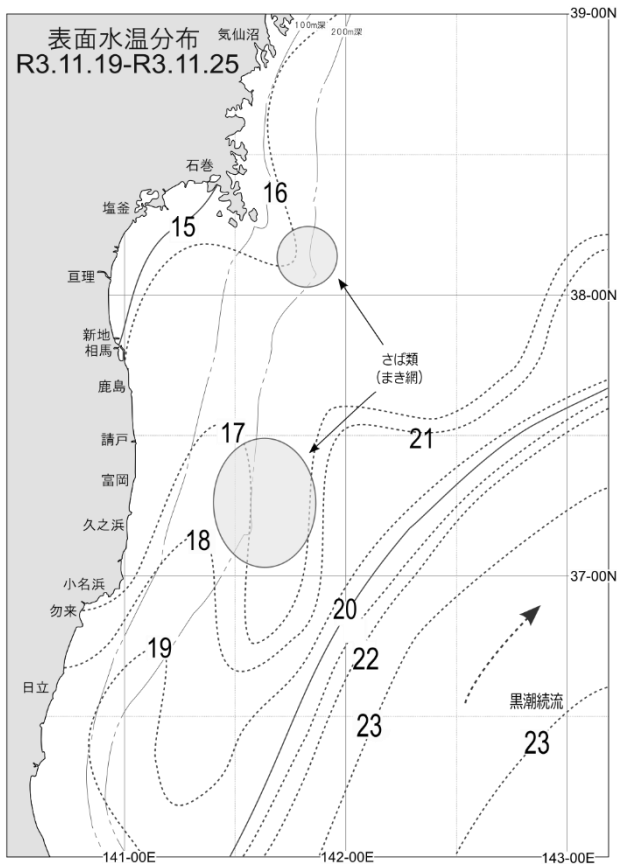 表面水温分布
R3.11.19-R3.11.25
気仙沼
100m深
200m深
39-00N
石巻
16
塩釜
15
亘理
38-00N
新地
相馬
さば類
(まき網)
鹿島
17
21
請戸
富岡
久之浜
18
37-00N
小名浜
勿来
20
19
22
日立
黒潮続流
23
23
141-00E
142-00E
143-00E